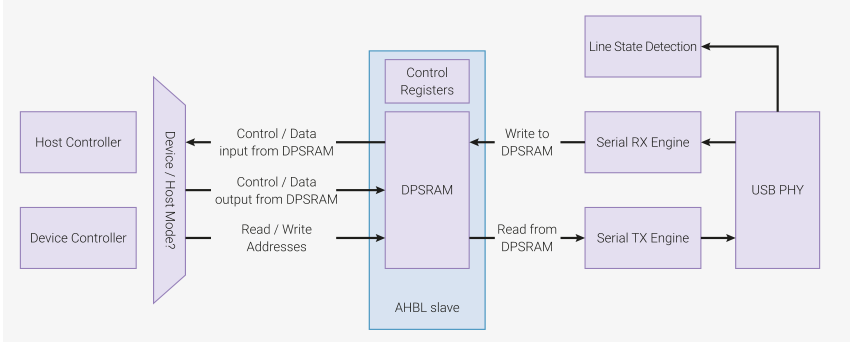 Line State Detection
Control
Registers
Host Controller
Device / Host Mode?
Control / Data
input from DPSRAM
Write to
DPSRAM
Serial RX Engine
Control / Data
output from DPSRAM
DPSRAM
USB PHY
Device Controller
Read / Write
Addresses
Read from
DPSRAM
Serial TX Engine
AHBL slave